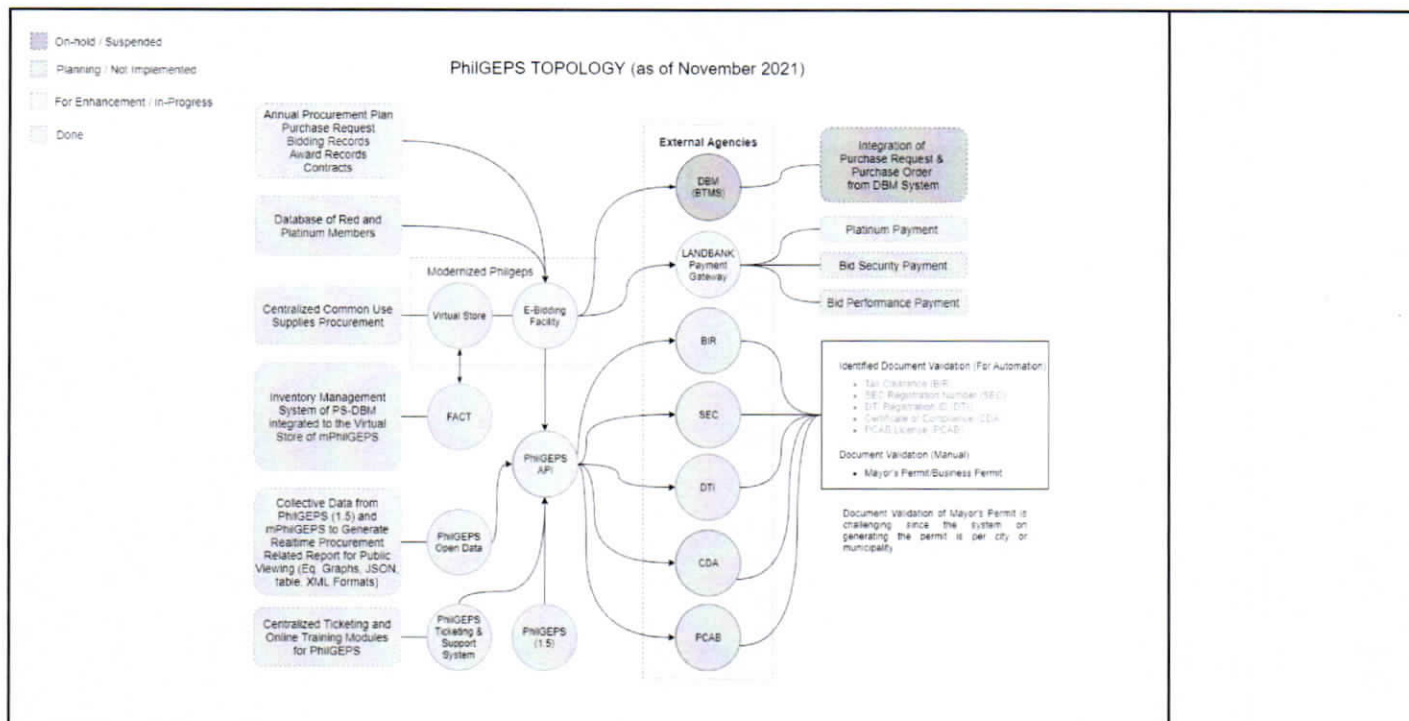 On-hold / Suspended
Planning / Not Implemented
For Enhancement / in-Progress
Done
PhilGEPS TOPOLOGY (as of November 2021)
Annual Procurement Plan
Purchase Request
Bidding Records
Award Records
Contracts
Database of Red and
Platinum Members
Modernized Philgeps
Centralized Common Use
Supplies Procurement
Virtual Store
E-Bidding
Facility
Inventory Management
System of PS-DBM
integrated to the Virtual
Store of mPhilGEPS
FACT
PhilGEPS
API
Collective Data from
PhilGEPS (1.5) and
mPhilGEPS to Generate
Realtime Procurement
Related Report for Public
Viewing (Eq. Graphs, JSON,
table, XML Formats)
PhilGEPS
Open Data
Centralized Ticketing and
Online Training Modules
for PhilGEPS
PhilGEPS
Ticketing &
Support
System
PhilGEPS
(1.5)
External Agencies
DBM
(BTMS)
LANDBANK
Payment
Gateway
BIR
SEC
DTI
CDA
PCAB
Integration of
Purchase Request &
Purchase Order
from DBM System
Platinum Payment
Bid Security Payment
Bid Performance Payment
Identified Document Validation (For Automation)
• Tax Clearance (BIR)
• SEC Registration Number (SEC)
• DTI Registration ID (DTI)
• Certificate of Compliance (CDA
• PCAB License (PCAB)
Document Validation (Manual)
• Mayor's Permit/Business Permit
Document Validation of Mayor's Permit is
challenging since the system on
generating the permit is per city or
municipality